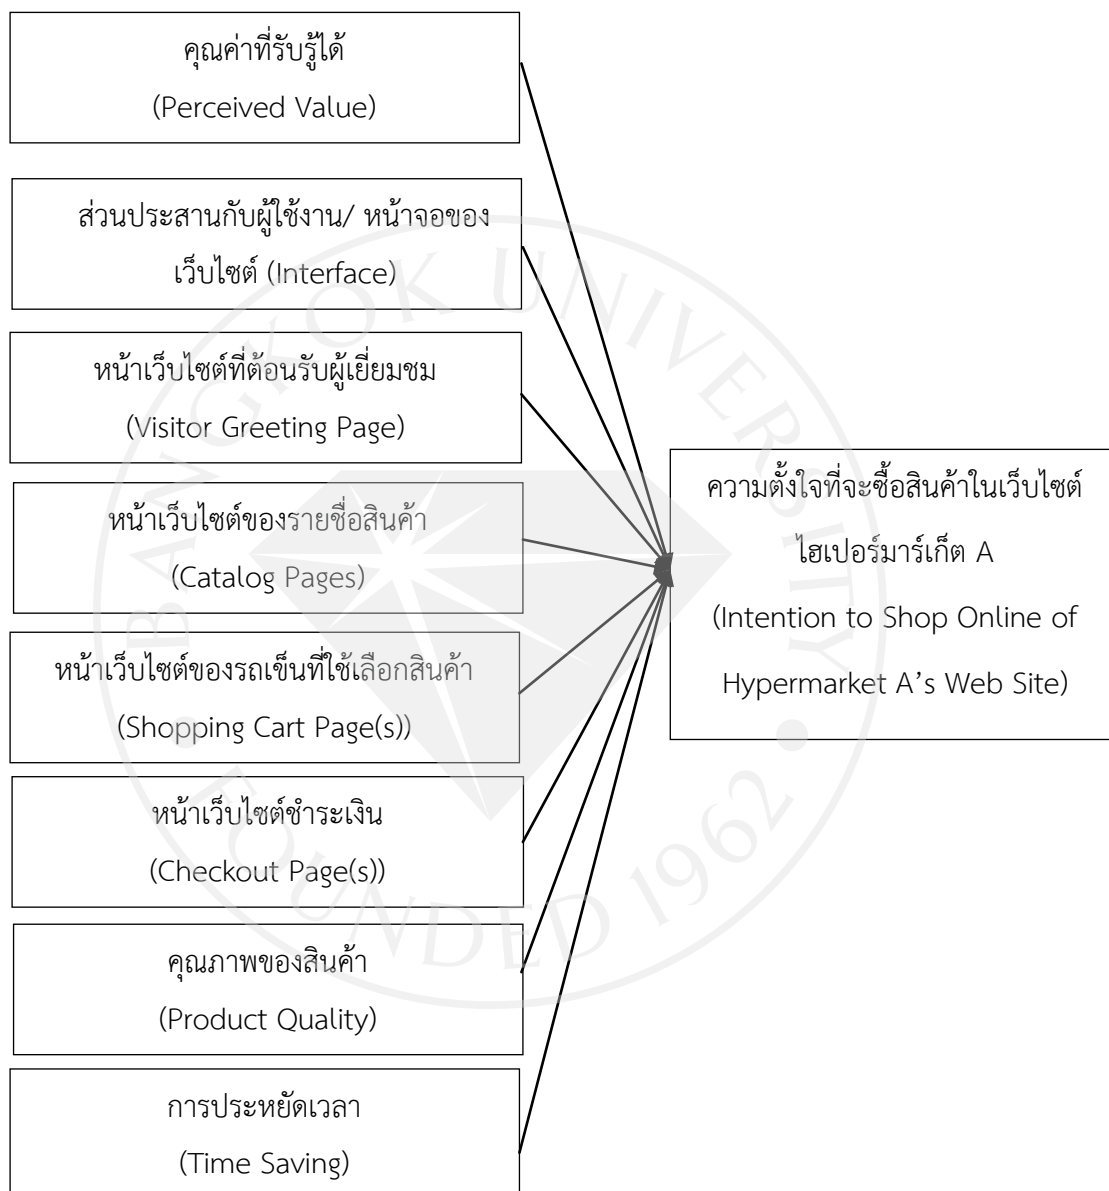 คุณค่าที่รับรู้ได้
(Perceived Value)
ส่วนประสานกับผู้ใช้งาน/ หน้าจอของ
เว็บไซต์ (Interface)
หน้าเว็บไซต์ที่ต้อนรับผู้เยี่ยมชม
(Visitor Greeting Page)
หน้าเว็บไซต์ของรายชื่อสินค้า
(Catalog Pages)
หน้าเว็บไซต์ของรถเข็นที่ใช้เลือกสินค้า
(Shopping Cart Page(s))
หน้าเว็บไซต์ชำระเงิน
(Checkout Page(s))
คุณภาพของสินค้า
(Product Quality)
การประหยัดเวลา
(Time Saving)
ความตั้งใจที่จะซื้อสินค้าในเว็บไซต์
ไฮเปอร์มาร์เก็ต A
(Intention to Shop Online of
Hypermarket A’s Web Site)
BANGKOK UNIVERSITY
FOUNDED 1962